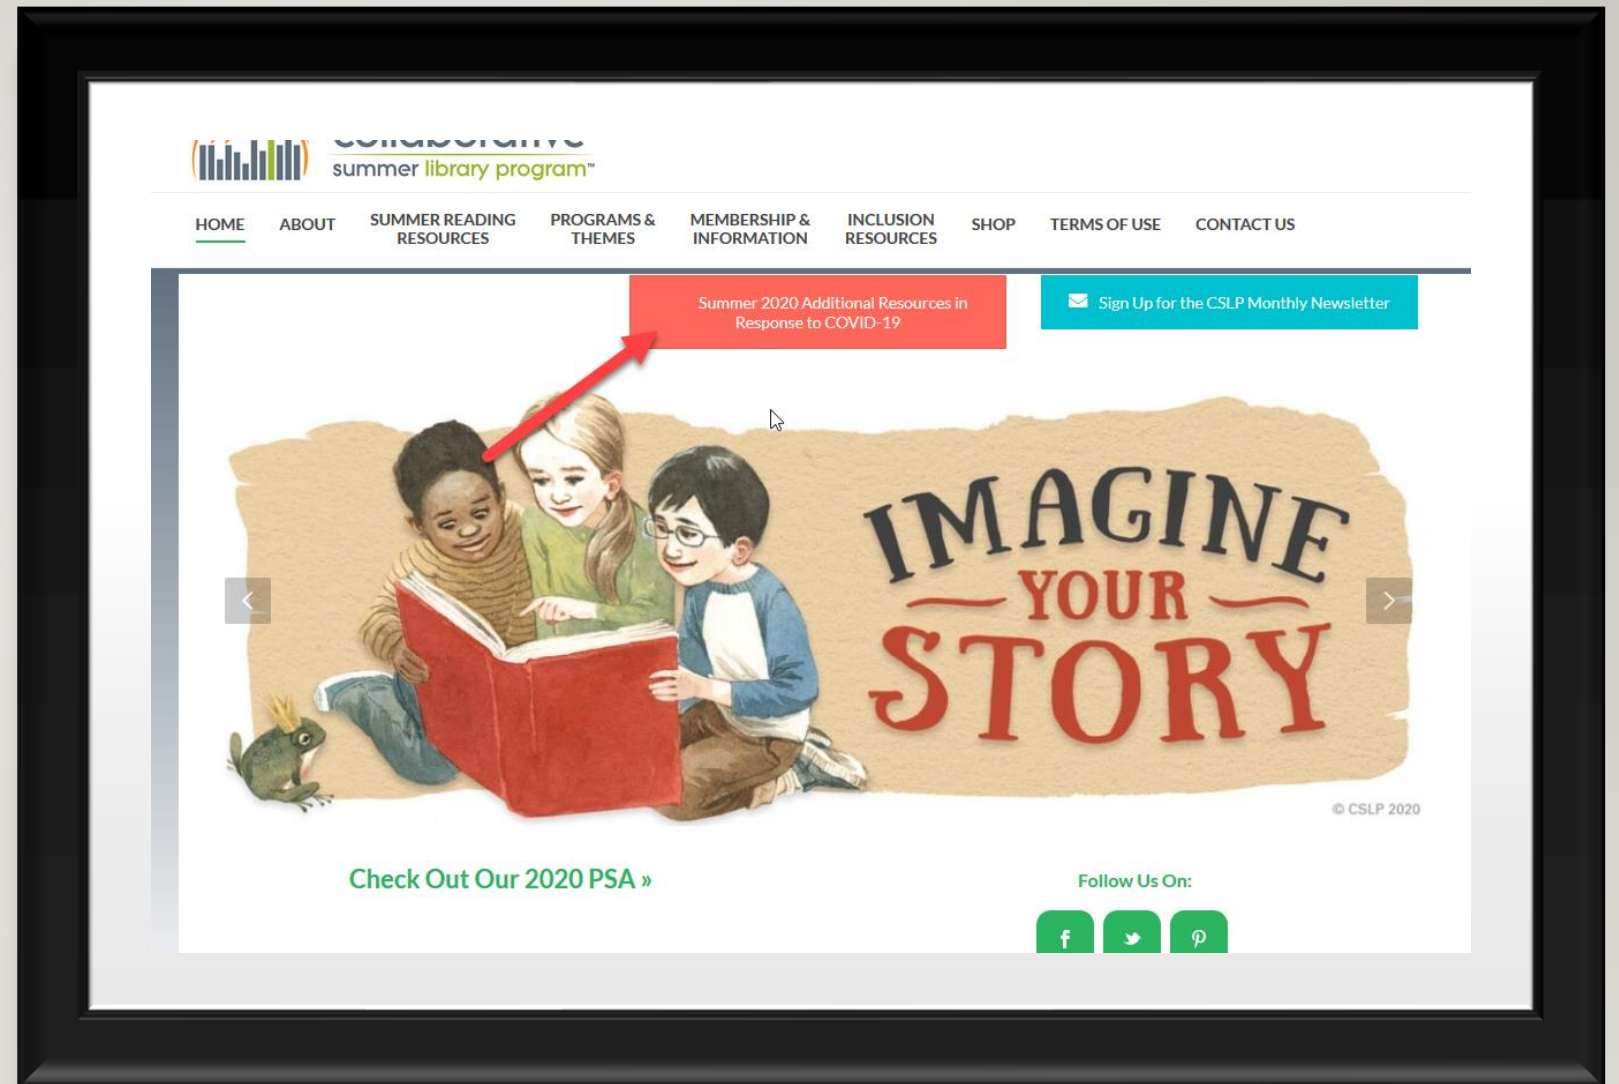 collaborative
summer library program™
HOME
ABOUT
SUMMER READING
RESOURCES
PROGRAMS &
THEMES
MEMBERSHIP &
INFORMATION
INCLUSION
RESOURCES
SHOP
TERMS OF USE
CONTACT US
Summer 2020 Additional Resources in
Response to COVID-19
Sign Up for the CSLP Monthly Newsletter
IMAGINE
YOUR
STORY
© CSLP 2020
Check Out Our 2020 PSA »
Follow Us On: